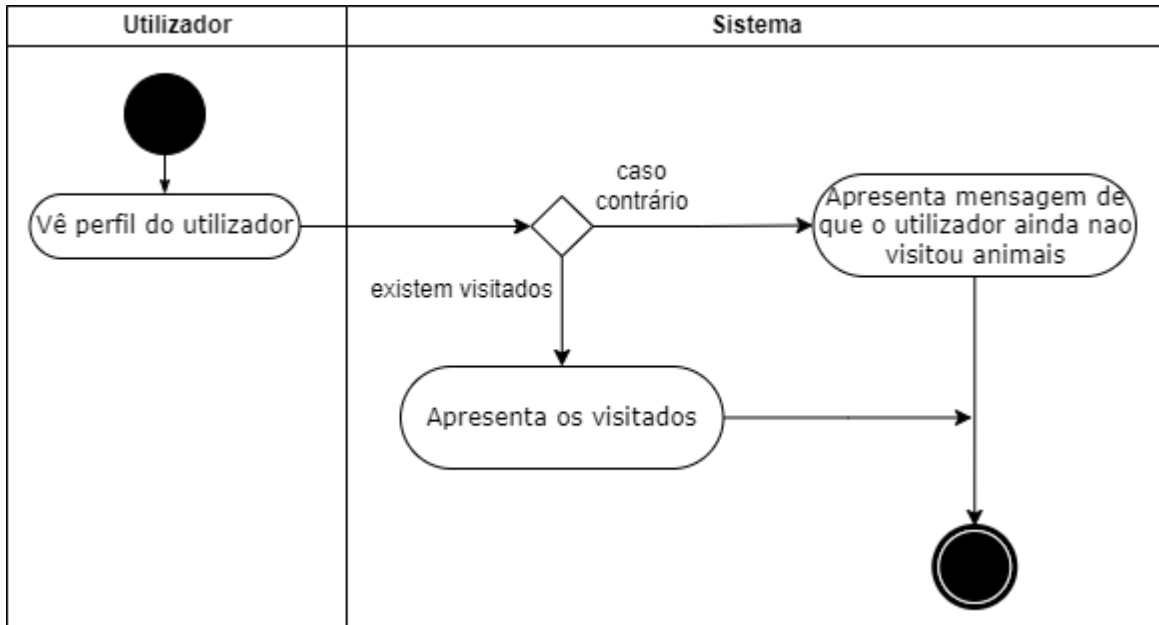 Utilizador
Sistema
Vê perfil do utilizador
caso
contrário
Apresenta mensagem de
que o utilizador ainda nao
visitou animais
existem visitados
Apresenta os visitados